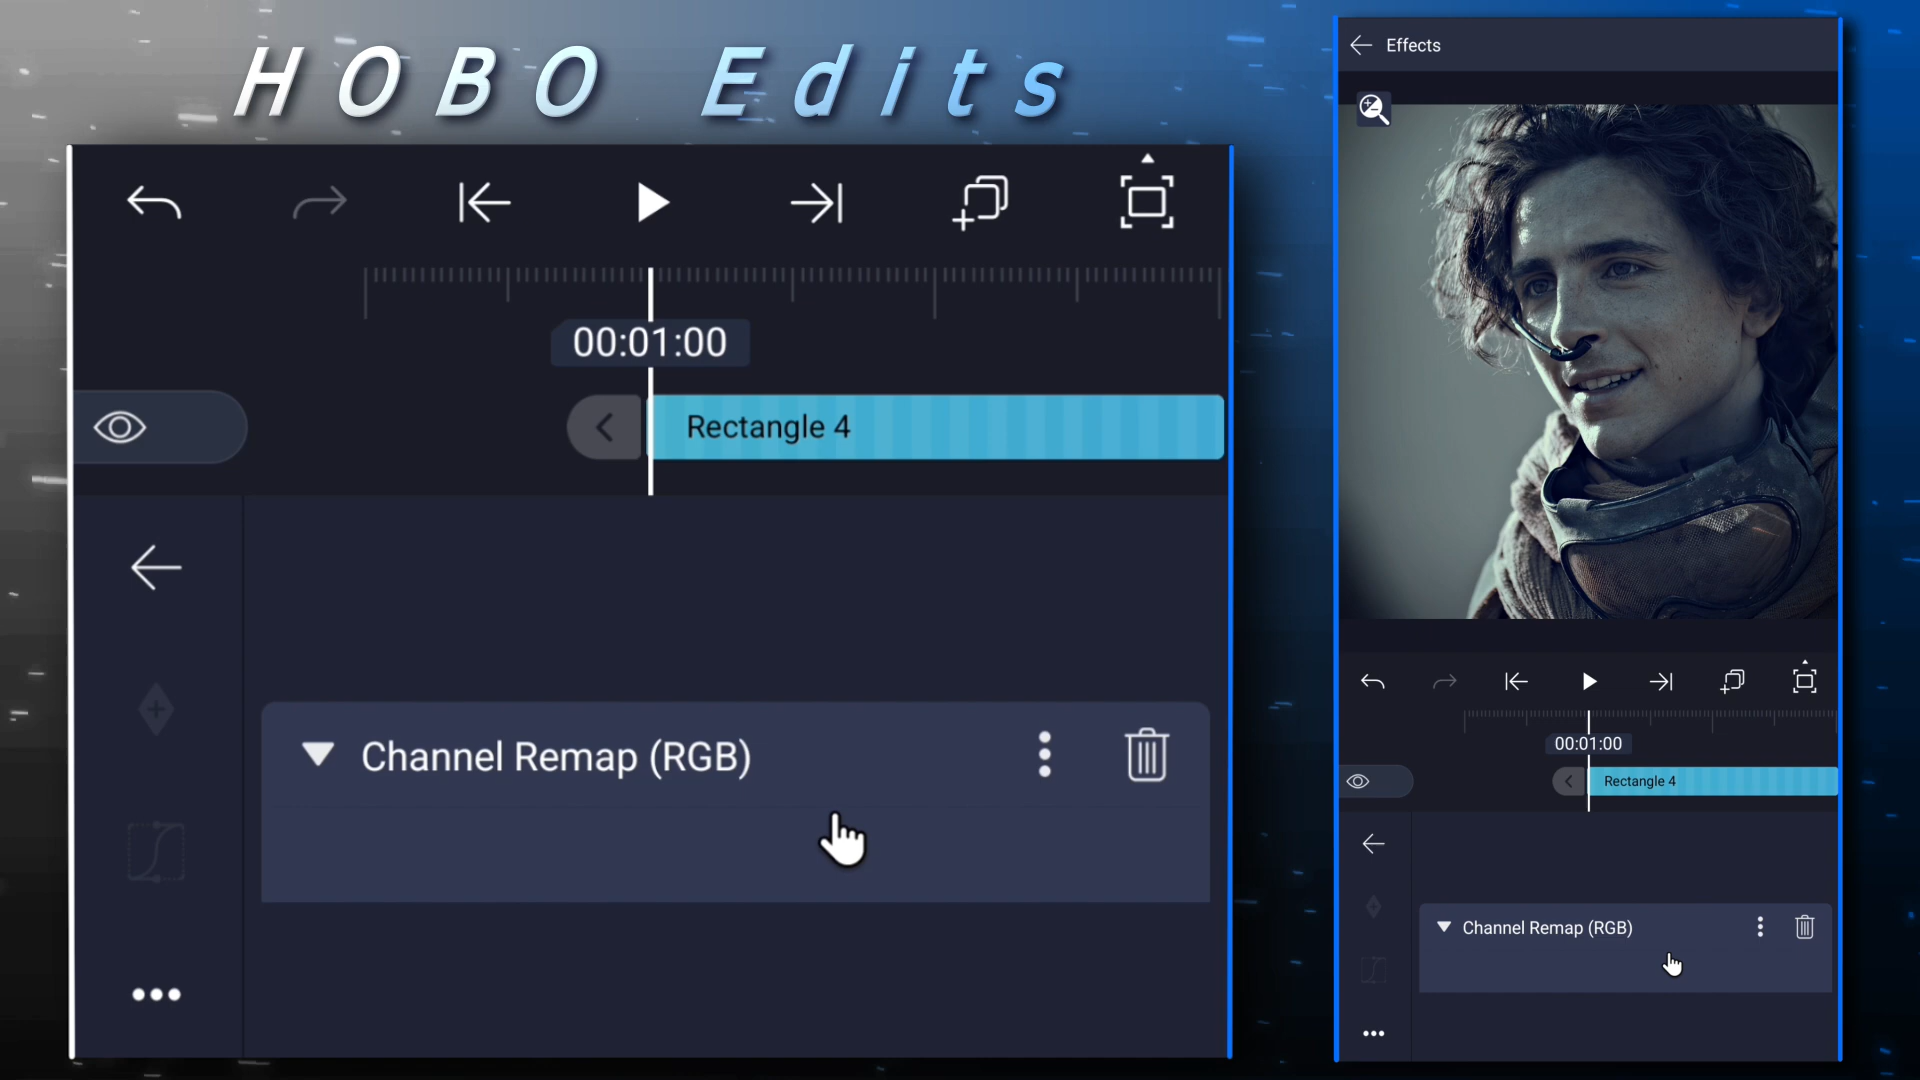 HOBO Edits
00:01:00
Rectangle 4
Channel Remap (RGB)
Effects
00:01:00
Rectangle 4
Channel Remap (RGB)